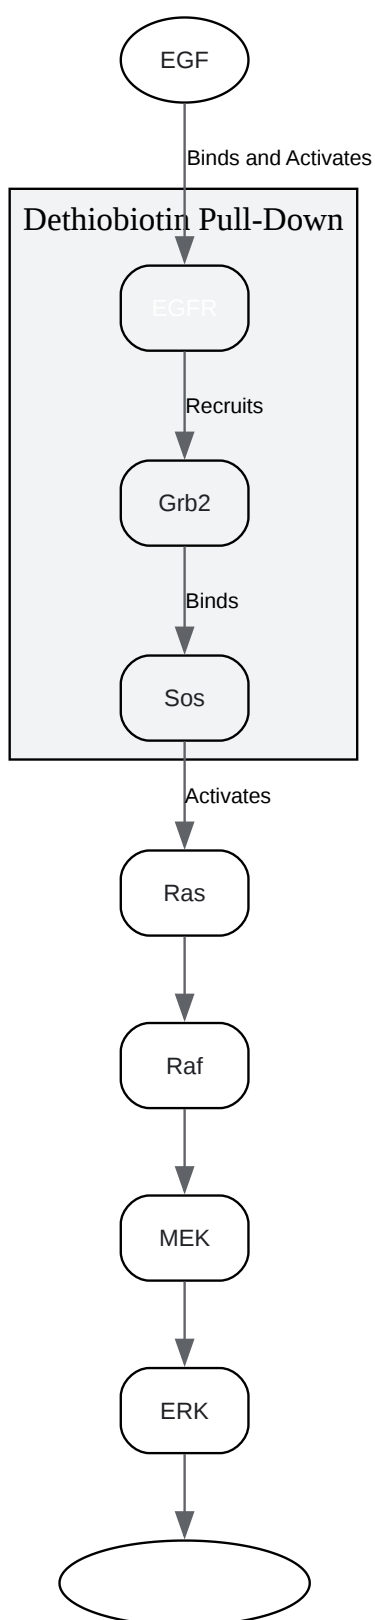 EGF
Binds and Activates
Dethiobiotin Pull-Down
EGFR
Recruits
Grb2
Binds
Sos
Activates
Ras
Raf
MEK
ERK